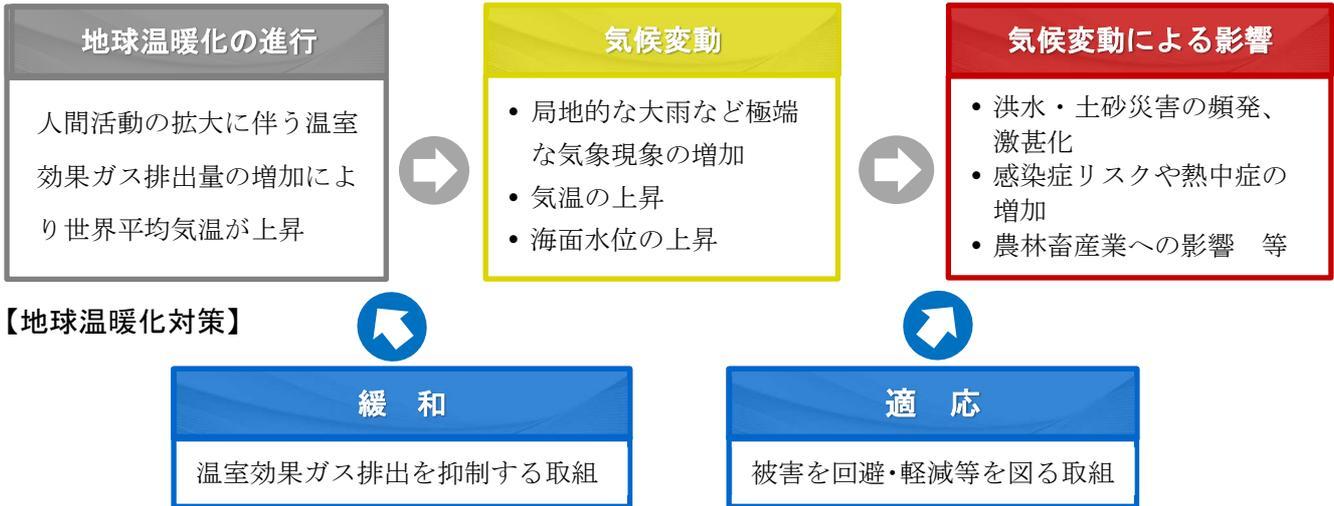 地球温暖化の進行
人間活動の拡大に伴う温室
効果ガス排出量の増加によ
り世界平均気温が上昇
気候変動
• 局地的な大雨など極端
な気象現象の増加
• 気温の上昇
• 海面水位の上昇
気候変動による影響
• 洪水・土砂災害の頻発、
激甚化
• 感染症リスクや熱中症の
増加
• 農林畜産業への影響　等
【地球温暖化対策】
緩　和
温室効果ガス排出を抑制する取組
適　応
被害を回避・軽減等を図る取組